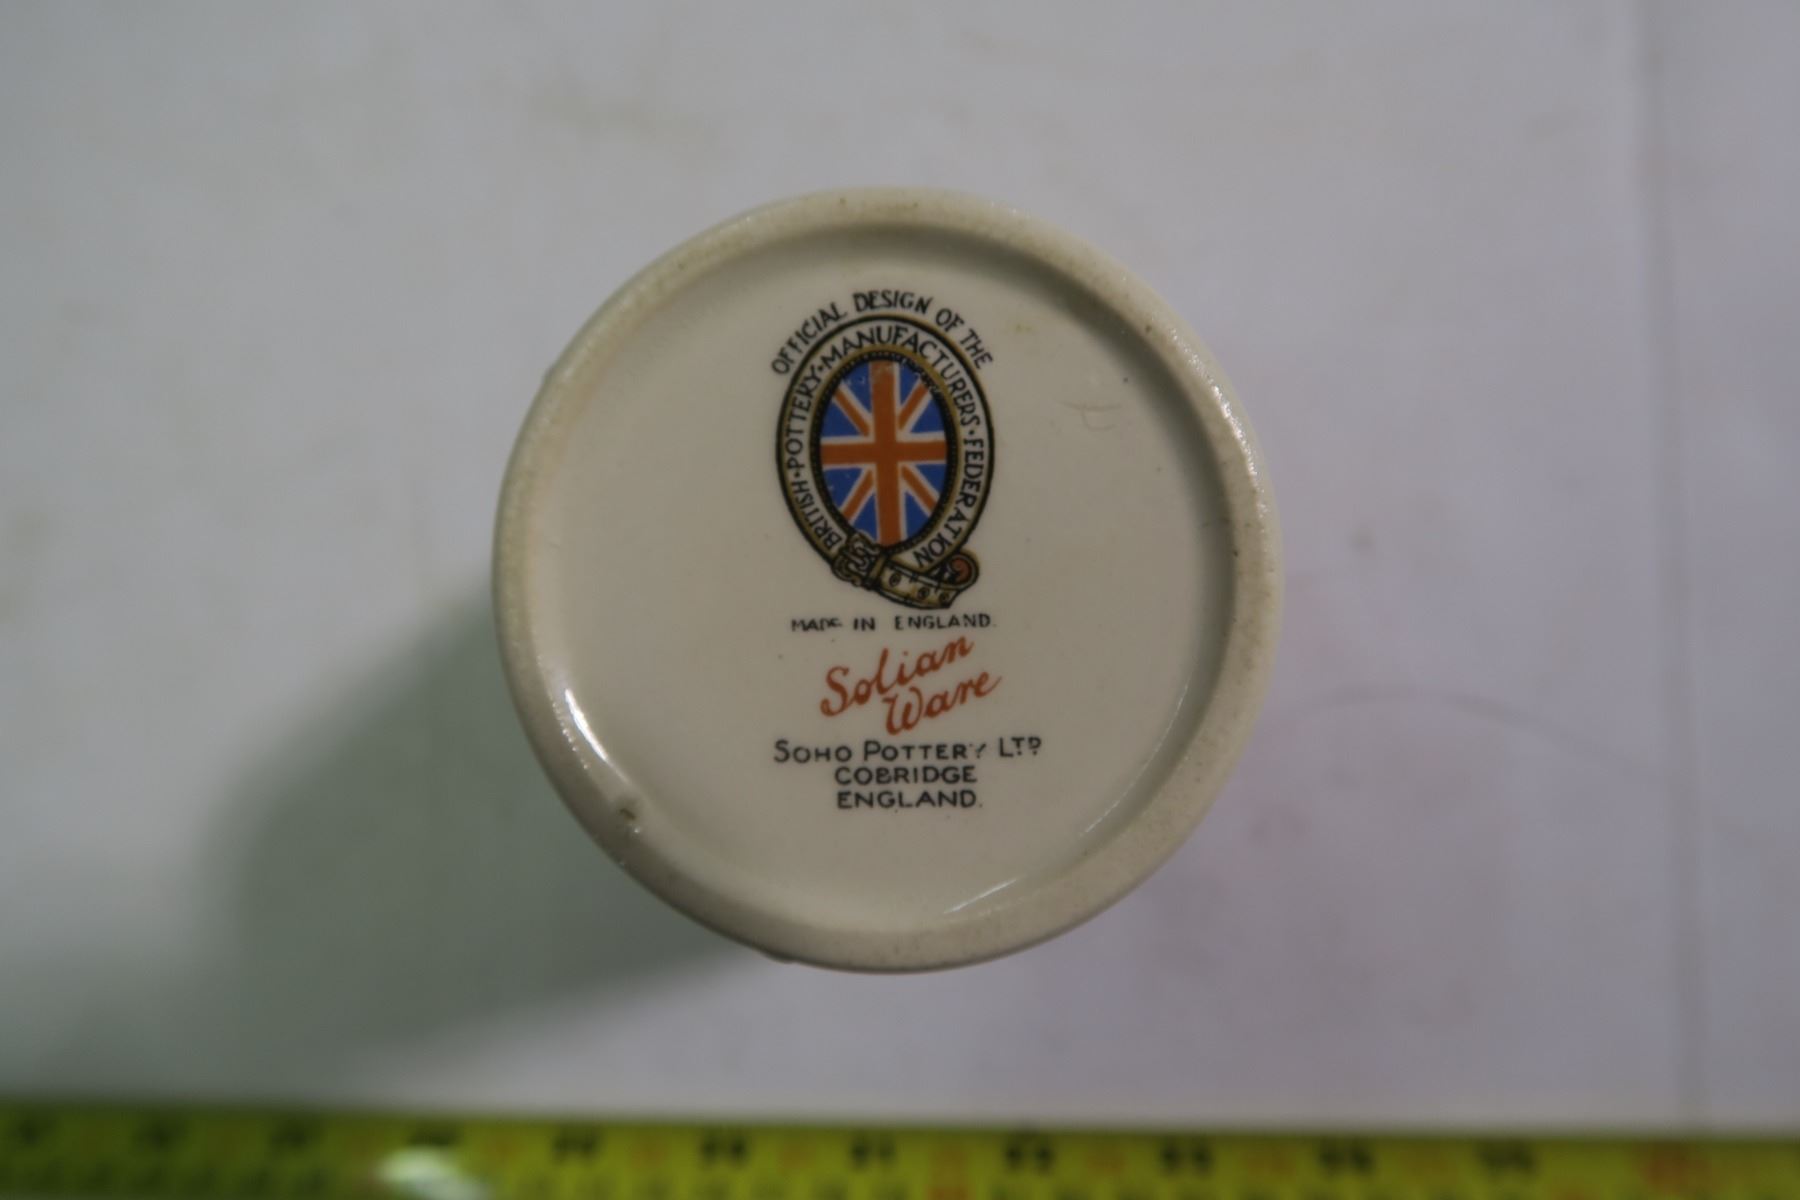 OFFICIAL DESIGN OF THE
BRITISH · POTTERY · MANUFACTURERS · FEDERATION
MADE IN ENGLAND.
Solian
Ware
SOHO POTTERY LTD
COBRIDGE
ENGLAND.